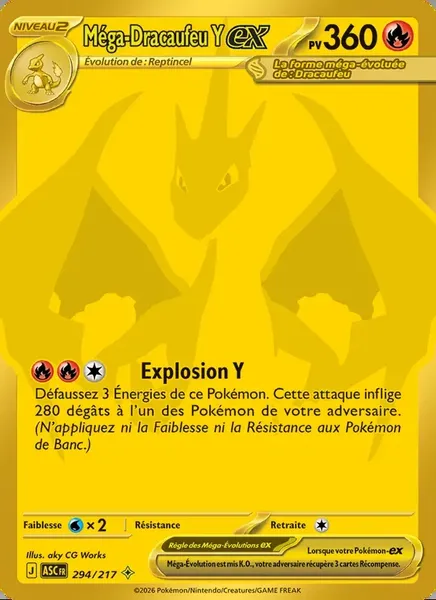 NIVEAU 2
Méga-Dracaufeu Y ex
PV 360
Évolution de : Reptincel
La forme méga-évoluée
de : Dracaufeu
Explosion Y
Défaussez 3 Énergies de ce Pokémon. Cette attaque inflige
280 dégâts à l'un des Pokémon de votre adversaire.
(N'appliquez ni la Faiblesse ni la Résistance aux Pokémon
de Banc.)
Faiblesse ×2 Résistance Retraite
Illus. aky CG Works
Règle des Méga-Évolutions ex
Lorsque votre Pokémon-ex
Méga-Évolution est mis K.O., votre adversaire récupère 3 cartes Récompense.
J ASC FR 294/217
©2026 Pokémon/Nintendo/Creatures/GAME FREAK